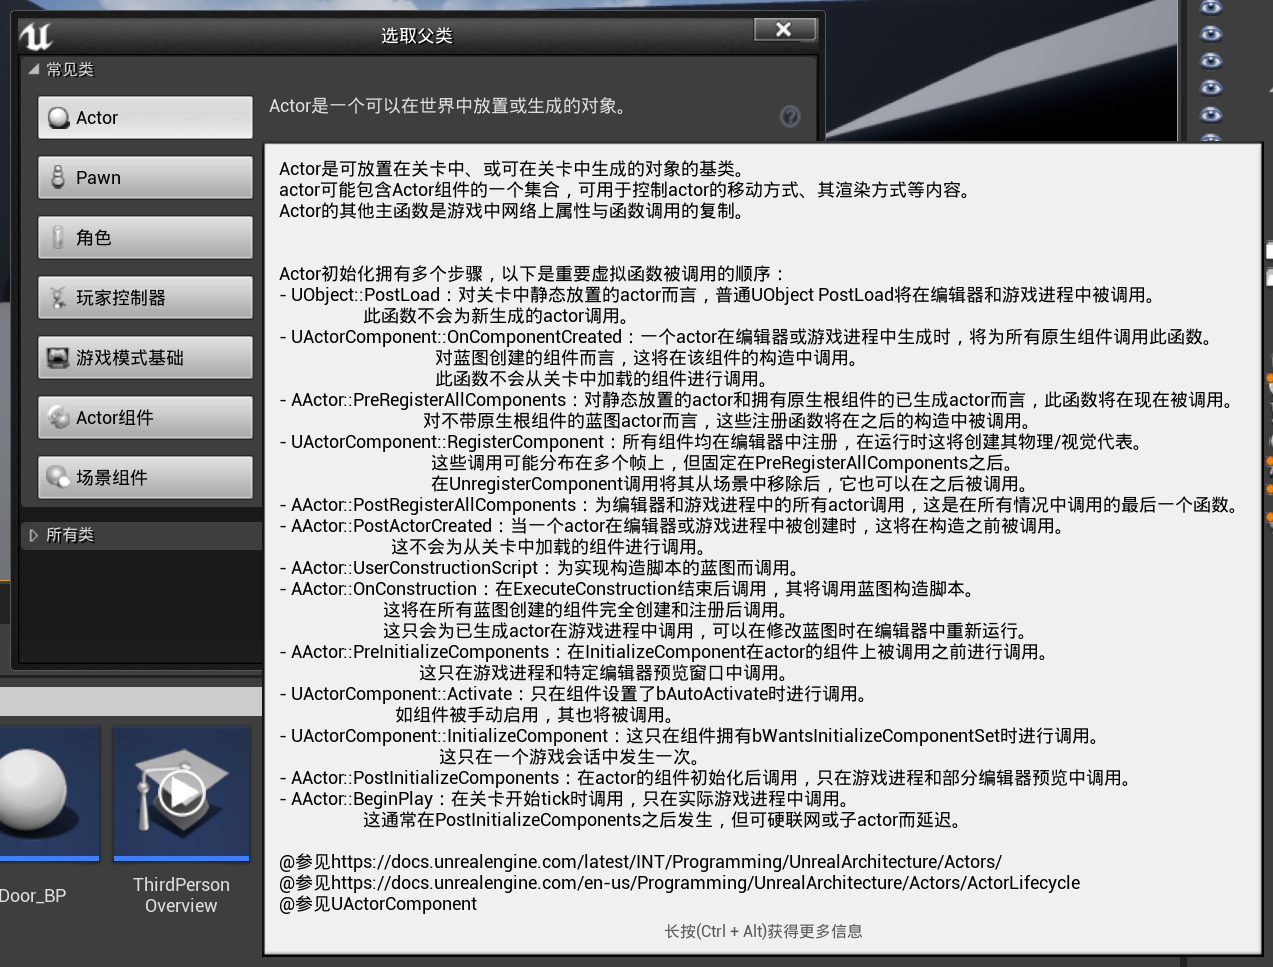 选取父类
常见类
Actor
Actor是一个可以在世界中放置或生成的对象。
Pawn
角色
玩家控制器
游戏模式基础
Actor组件
场景组件
所有类
Actor是可放置在关卡中、或可在关卡中生成的对象的基类。
actor可能包含Actor组件的一个集合，可用于控制actor的移动方式、其渲染方式等内容。
Actor的其他主函数是游戏中网络上属性与函数调用的复制。
Actor初始化拥有多个步骤，以下是重要虚拟函数被调用的顺序：
- UObject::PostLoad：对关卡中静态放置的actor而言，普通UObject PostLoad将在编辑器和游戏进程中被调用。
此函数不会为新生成的actor调用。
- UActorComponent::OnComponentCreated：一个actor在编辑器或游戏进程中生成时，将为所有原生组件调用此函数。
对蓝图创建的组件而言，这将在该组件的构造中调用。
此函数不会从关卡中加载的组件进行调用。
- AActor::PreRegisterAllComponents：对静态放置的actor和拥有原生根组件的已生成actor而言，此函数将在现在被调用。
对不带原生根组件的蓝图actor而言，这些注册函数将在之后的构造中被调用。
- UActorComponent::RegisterComponent：所有组件均在编辑器中注册，在运行时这将创建其物理/视觉代表。
这些调用可能分布在多个帧上，但固定在PreRegisterAllComponents之后。
在UnregisterComponent调用将其从场景中移除后，它也可以在之后被调用。
- AActor::PostRegisterAllComponents：为编辑器和游戏进程中的所有actor调用，这是在所有情况中调用的最后一个函数。
- AActor::PostActorCreated：当一个actor在编辑器或游戏进程中被创建时，这将在构造之前被调用。
这不会为从关卡中加载的组件进行调用。
- AActor::UserConstructionScript：为实现构造脚本的蓝图而调用。
- AActor::OnConstruction：在ExecuteConstruction结束后调用，其将调用蓝图构造脚本。
这将在所有蓝图创建的组件完全创建和注册后调用。
这只会为已生成actor在游戏进程中调用，可以在修改蓝图时在编辑器中重新运行。
- AActor::PreInitializeComponents：在InitializeComponent在actor的组件上被调用之前进行调用。
这只在游戏进程和特定编辑器预览窗口中调用。
- UActorComponent::Activate：只在组件设置了bAutoActivate时进行调用。
如组件被手动启用，其也将被调用。
- UActorComponent::InitializeComponent：这只在组件拥有bWantsInitializeComponentSet时进行调用。
这只在一个游戏会话中发生一次。
- AActor::PostInitializeComponents：在actor的组件初始化后调用，只在游戏进程和部分编辑器预览中调用。
- AActor::BeginPlay：在关卡开始tick时调用，只在实际游戏进程中调用。
这通常在PostInitializeComponents之后发生，但可硬联网或子actor而延迟。
@参见https://docs.unrealengine.com/latest/INT/Programming/UnrealArchitecture/Actors/
@参见https://docs.unrealengine.com/en-us/Programming/UnrealArchitecture/Actors/ActorLifecycle
@参见UActorComponent
长按(Ctrl + Alt)获得更多信息
Door_BP
ThirdPerson
Overview